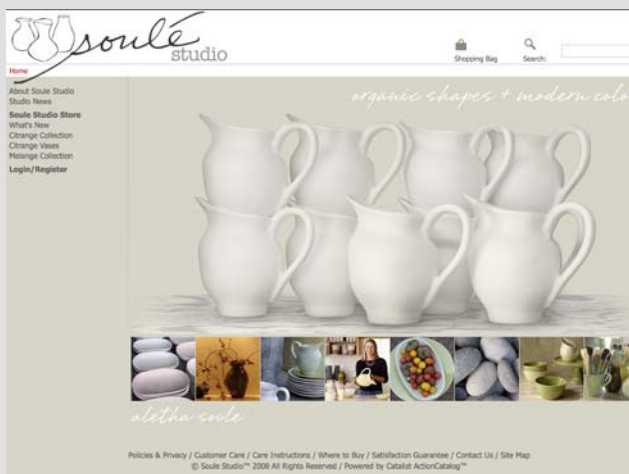 soulé
studio
Shopping Bag
Search:
Home
About Soule Studio
Studio News
Soule Studio Store
What's New
Citrange Collection
Citrange Vases
Melange Collection
Login/Register
organic shapes + modern colo
aletha soule
Policies & Privacy / Customer Care / Care Instructions / Where to Buy / Satisfaction Guarantee / Contact Us / Site Map
© Soule Studio™ 2008 All Rights Reserved / Powered by Catalist ActionCatalog™